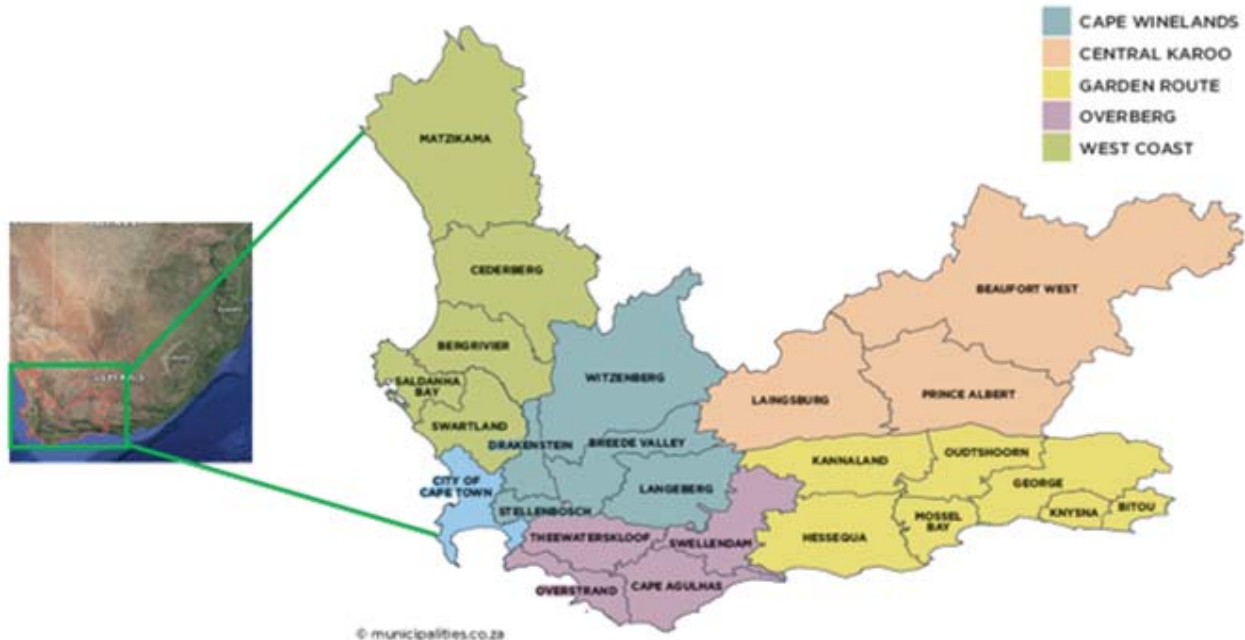 CAPE WINELANDS
CENTRAL KAROO
GARDEN ROUTE
OVERBERG
WEST COAST
MATZIKAMA
CEDERBERG
BERGRIVIER
SALDANHA
BAY
SWARTLAND
WITZENBERG
DRAKENSTEIN
BREEDE VALLEY
LANGEBERG
STELLENBOSCH
CITY OF
CAPE TOWN
THEEWATERSKLOOF
SWELLENDAM
OVERSTRAND
CAPE AGULHAS
BEAUFORT WEST
LAINGSBURG
PRINCE ALBERT
KANNALAND
OUDTSHOORN
GEORGE
HESSEQUA
MOSSEL
BAY
KNYSNA
BITOU
© municipalities.co.za